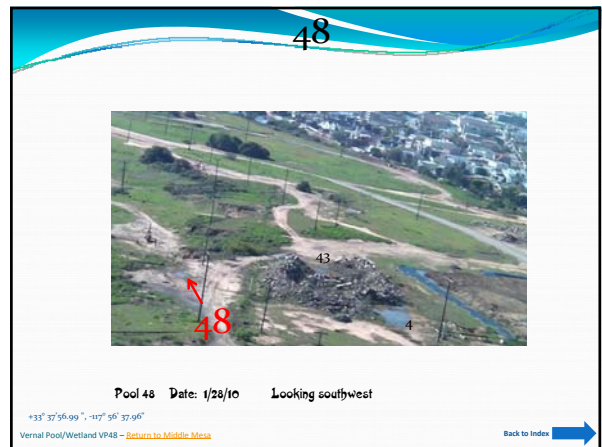 48
43
48
4
Pool 48 Date: 1/28/10 Looking southwest
+33° 37'56.99 ", -117° 56' 37.96"
Vernal Pool/Wetland VP48 – Return to Middle Mesa
Back to Index